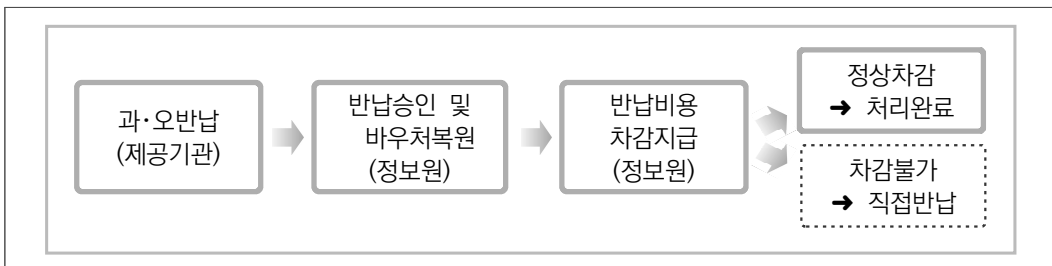 과·오반납
(제공기관)
반납승인 및
바우처복원
(정보원)
반납비용
차감지급
(정보원)
정상차감
➜ 처리완료
차감불가
➜ 직접반납